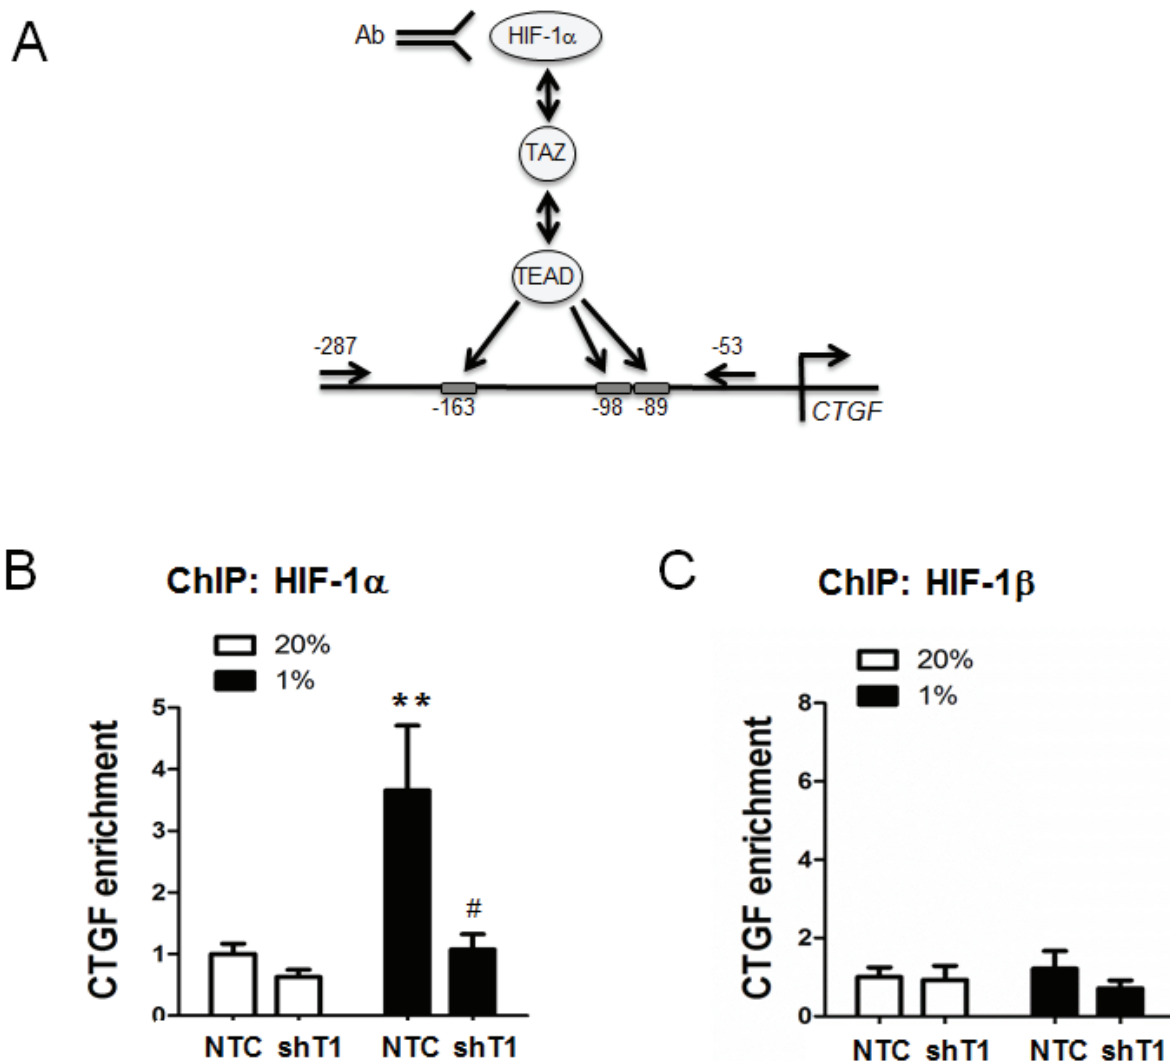 A
Ab
HIF-1α
TAZ
TEAD
-287
-53
-163
-98
-89
CTGF
B
ChIP: HIF-1α
20%
1%
CTGF enrichment
5
4
3
2
1
0
**
#
NTC shT1 NTC shT1
C
ChIP: HIF-1β
20%
1%
CTGF enrichment
8
6
4
2
0
NTC shT1 NTC shT1